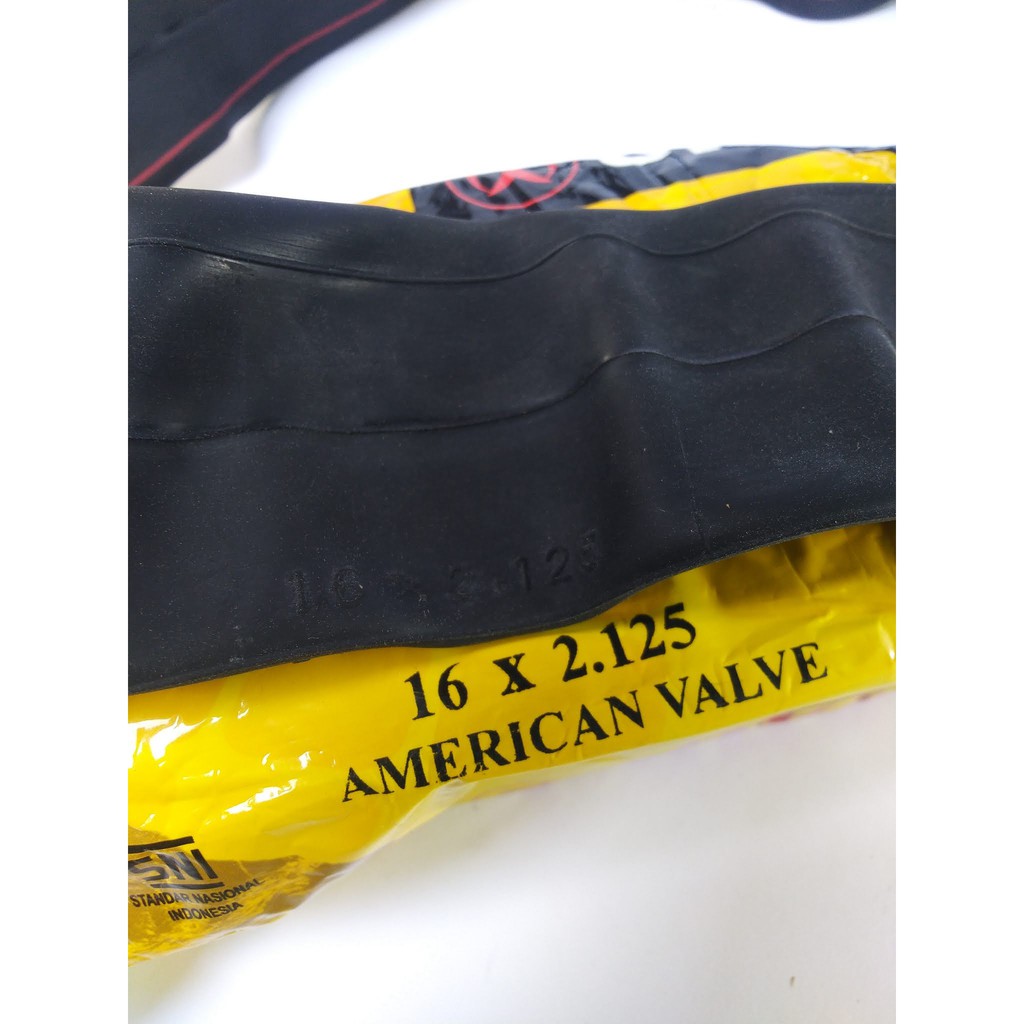 16 x 2.125
16 x 2.125
AMERICAN VALVE
SNI
STANDAR NASIONAL
INDONESIA